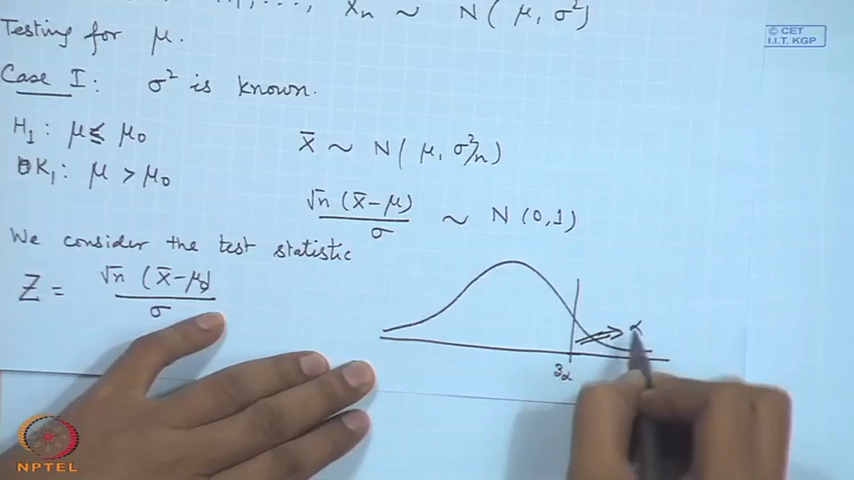 X_n ~ N(μ, σ²)
© CET
I.I.T. KGP
Testing for μ.
Case I : σ² is known.
H₁ : μ ≤ μ₀
K₁ : μ > μ₀
X̄ ~ N(μ, σ²/n)
√n (X̄-μ) / σ ~ N(0,1)
We consider the test statistic
Z = √n (X̄-μ₀) / σ
α
z_α
NPTEL